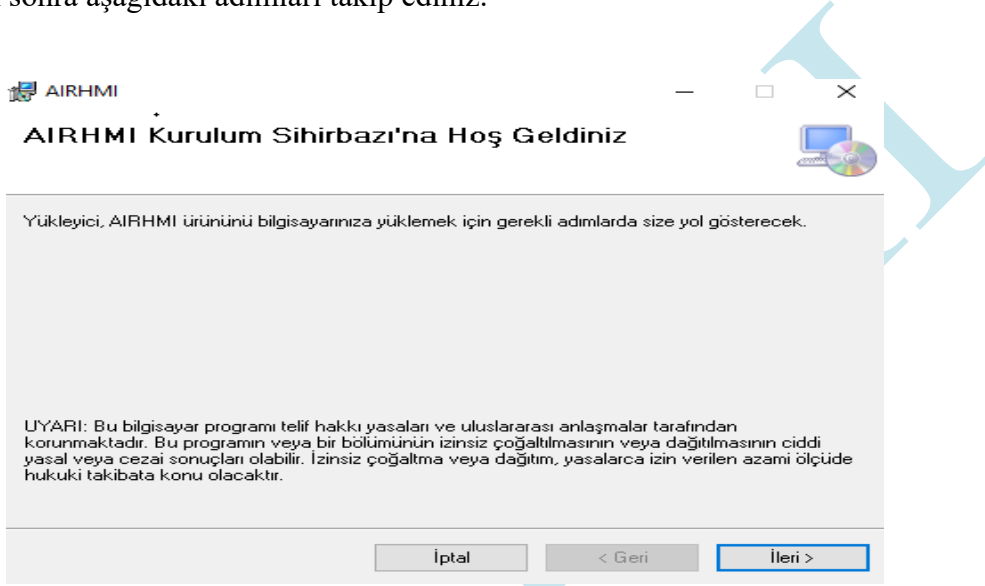 sonra aşağıdaki adımları takip ediniz.
AIRHMI
AIRHMI Kurulum Sihirbazı'na Hoş Geldiniz
Yükleyici, AIRHMI ürününü bilgisayarınıza yüklemek için gerekli adımlarda size yol gösterecek.
UYARI: Bu bilgisayar programı telif hakkı yasaları ve uluslararası anlaşmalar tarafından
korunmaktadır. Bu programın veya bir bölümünün izinsiz çoğaltılmasının veya dağıtılmasının ciddi
yasal veya cezai sonuçları olabilir. İzinsiz çoğaltma veya dağıtım, yasalarca izin verilen azami ölçüde
hukuki takibata konu olacaktır.
İptal
< Geri
İleri >